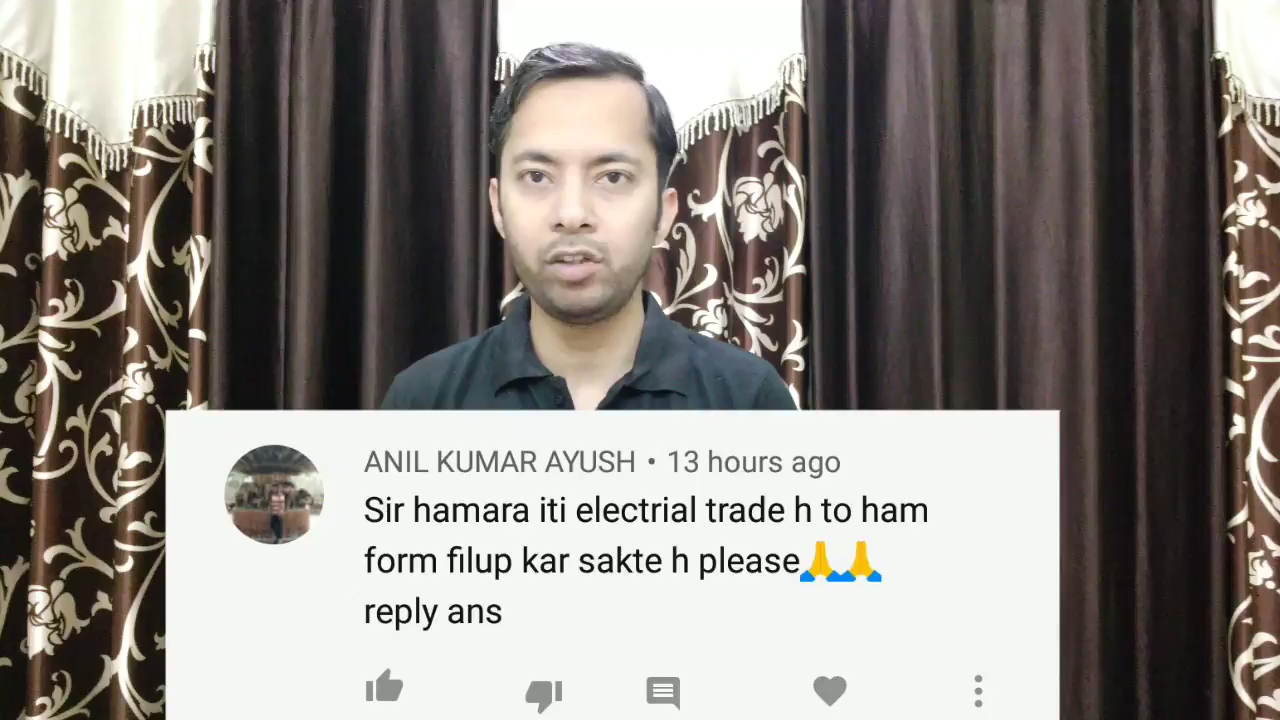 ANIL KUMAR AYUSH • 13 hours ago
Sir hamara iti electrial trade h to ham
form filup kar sakte h please🙏🙏
reply ans